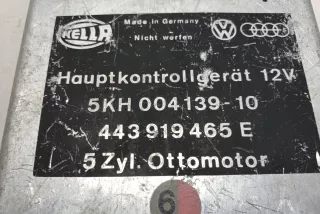 HELLA
Made in Germany
Nicht werfen
Hauptkontrollgerät 12V
5KH 004 139-10
443 919 465 E
5 Zyl. Ottomotor
6